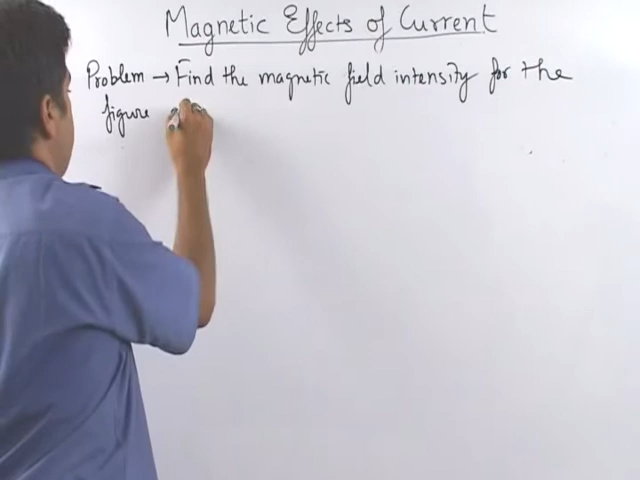 Magnetic Effects of Current
Problem → Find the magnetic field intensity for the
figure